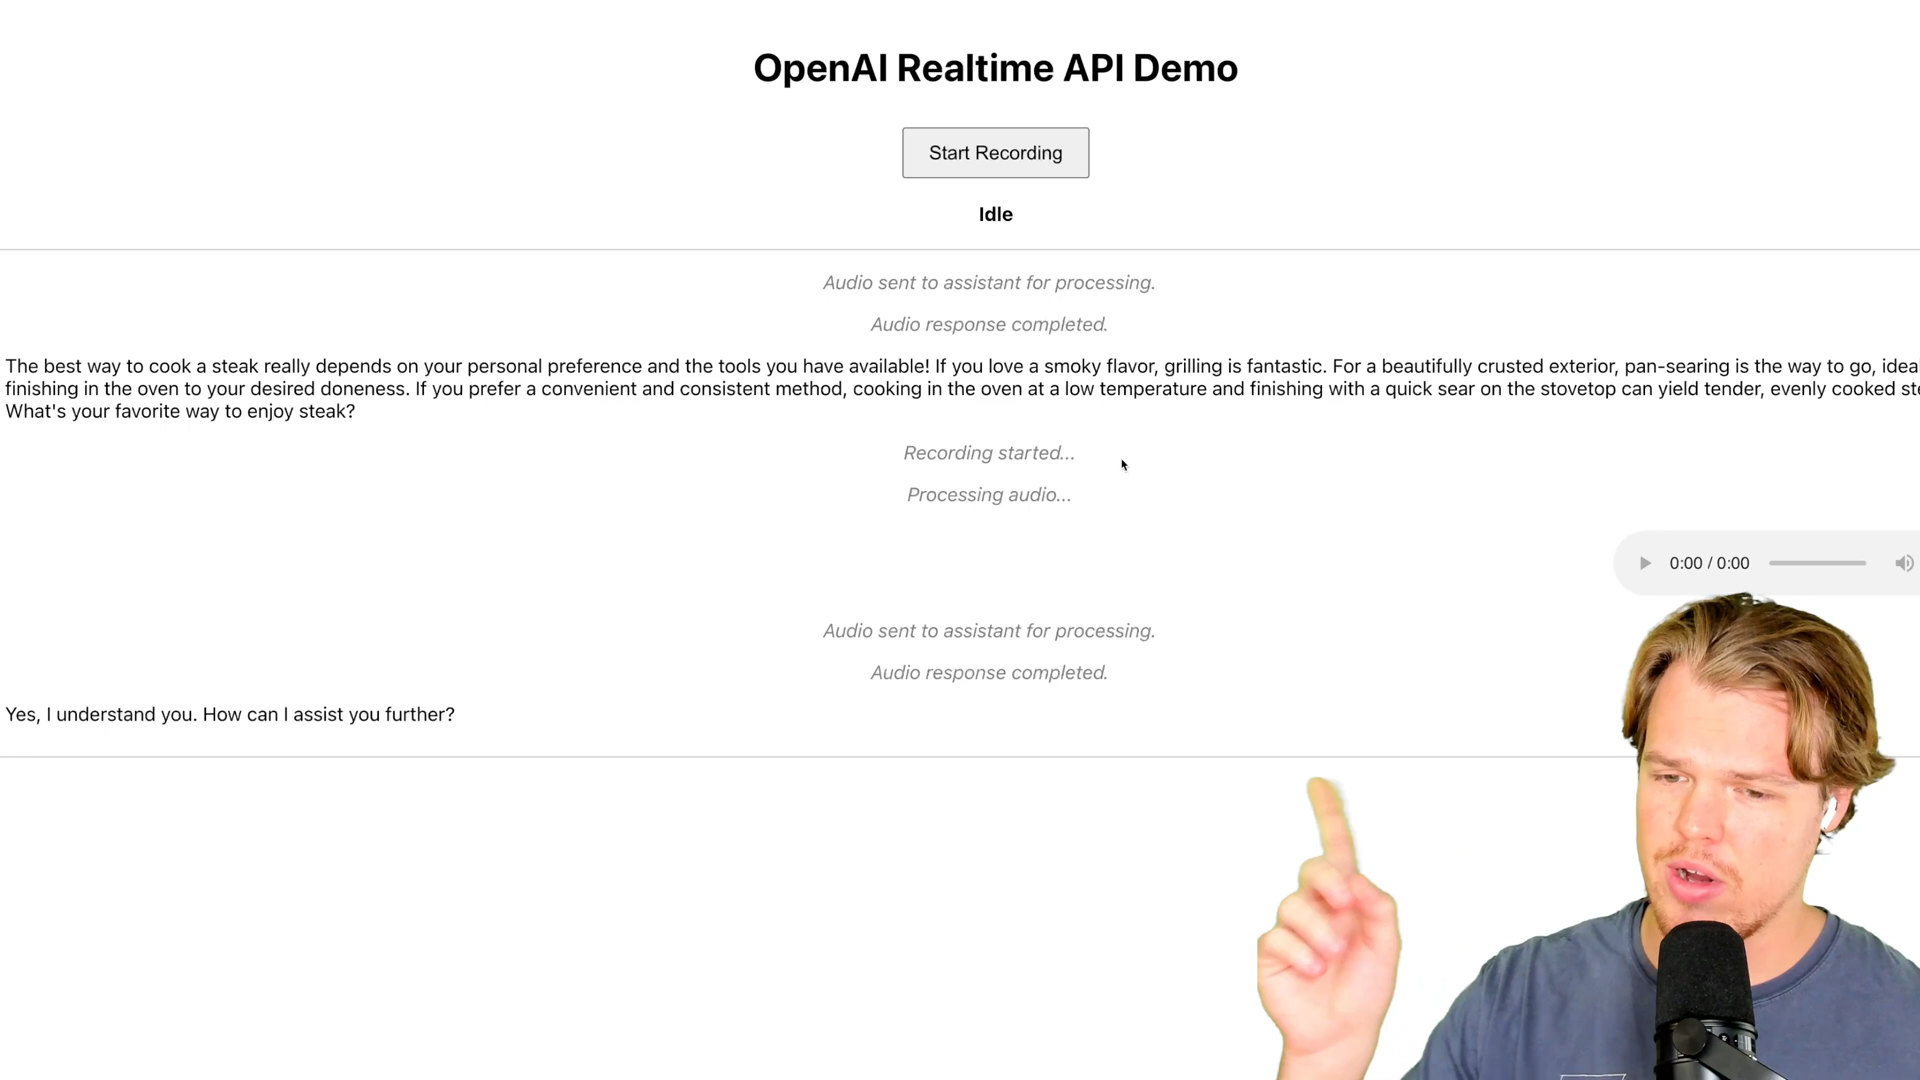 OpenAI Realtime API Demo
Start Recording
Idle
Audio sent to assistant for processing.
Audio response completed.
The best way to cook a steak really depends on your personal preference and the tools you have available! If you love a smoky flavor, grilling is fantastic. For a beautifully crusted exterior, pan-searing is the way to go,
finishing in the oven to your desired doneness. If you prefer a convenient and consistent method, cooking in the oven at a low temperature and finishing with a quick sear on the stovetop can yield tender, evenly cooked
What's your favorite way to enjoy steak?
Recording started...
Processing audio...
0:00 / 0:00
Audio sent to assistant for processing.
Audio response completed.
Yes, I understand you. How can I assist you further?